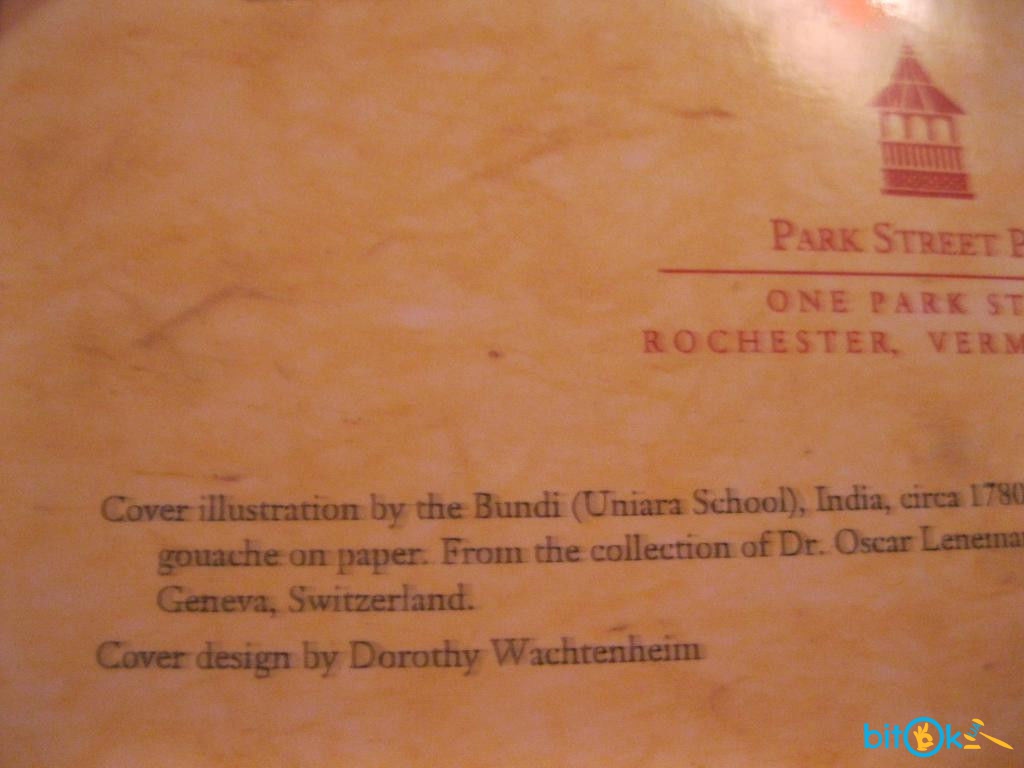 PARK STREET
ONE PARK
ROCHESTER,
Cover illustration by the Bundi (Uniara School), India, circa 1780
gouache on paper. From the collection of Dr. Oscar
Geneva, Switzerland.
Cover design by Dorothy Wachtenheim
bitOk